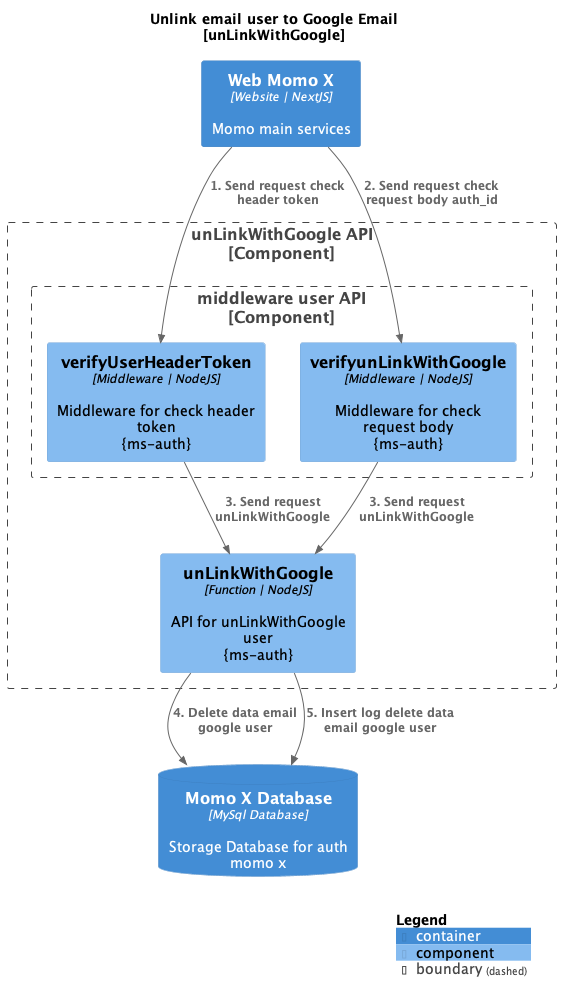 Unlink email user to Google Email
[unLinkWithGoogle]
Web Momo X
[Website | NextJS]
Momo main services
1. Send request check
header token
2. Send request check
request body auth_id
unLinkWithGoogle API
[Component]
middleware user API
[Component]
verifyUserHeaderToken
[Middleware | NodeJS]
Middleware for check header
token
{ms-auth}
verifyunLinkWithGoogle
[Middleware | NodeJS]
Middleware for check
request body
{ms-auth}
3. Send request
unLinkWithGoogle
3. Send request
unLinkWithGoogle
unLinkWithGoogle
[Function | NodeJS]
API for unLinkWithGoogle
user
{ms-auth}
4. Delete data email
google user
5. Insert log delete data
email google user
Momo X Database
[MySql Database]
Storage Database for auth
momo x
Legend
container
component
boundary (dashed)